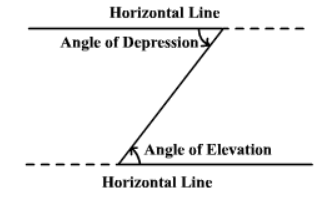 Horizontal Line
Angle of Depression
Angle of Elevation
Horizontal Line